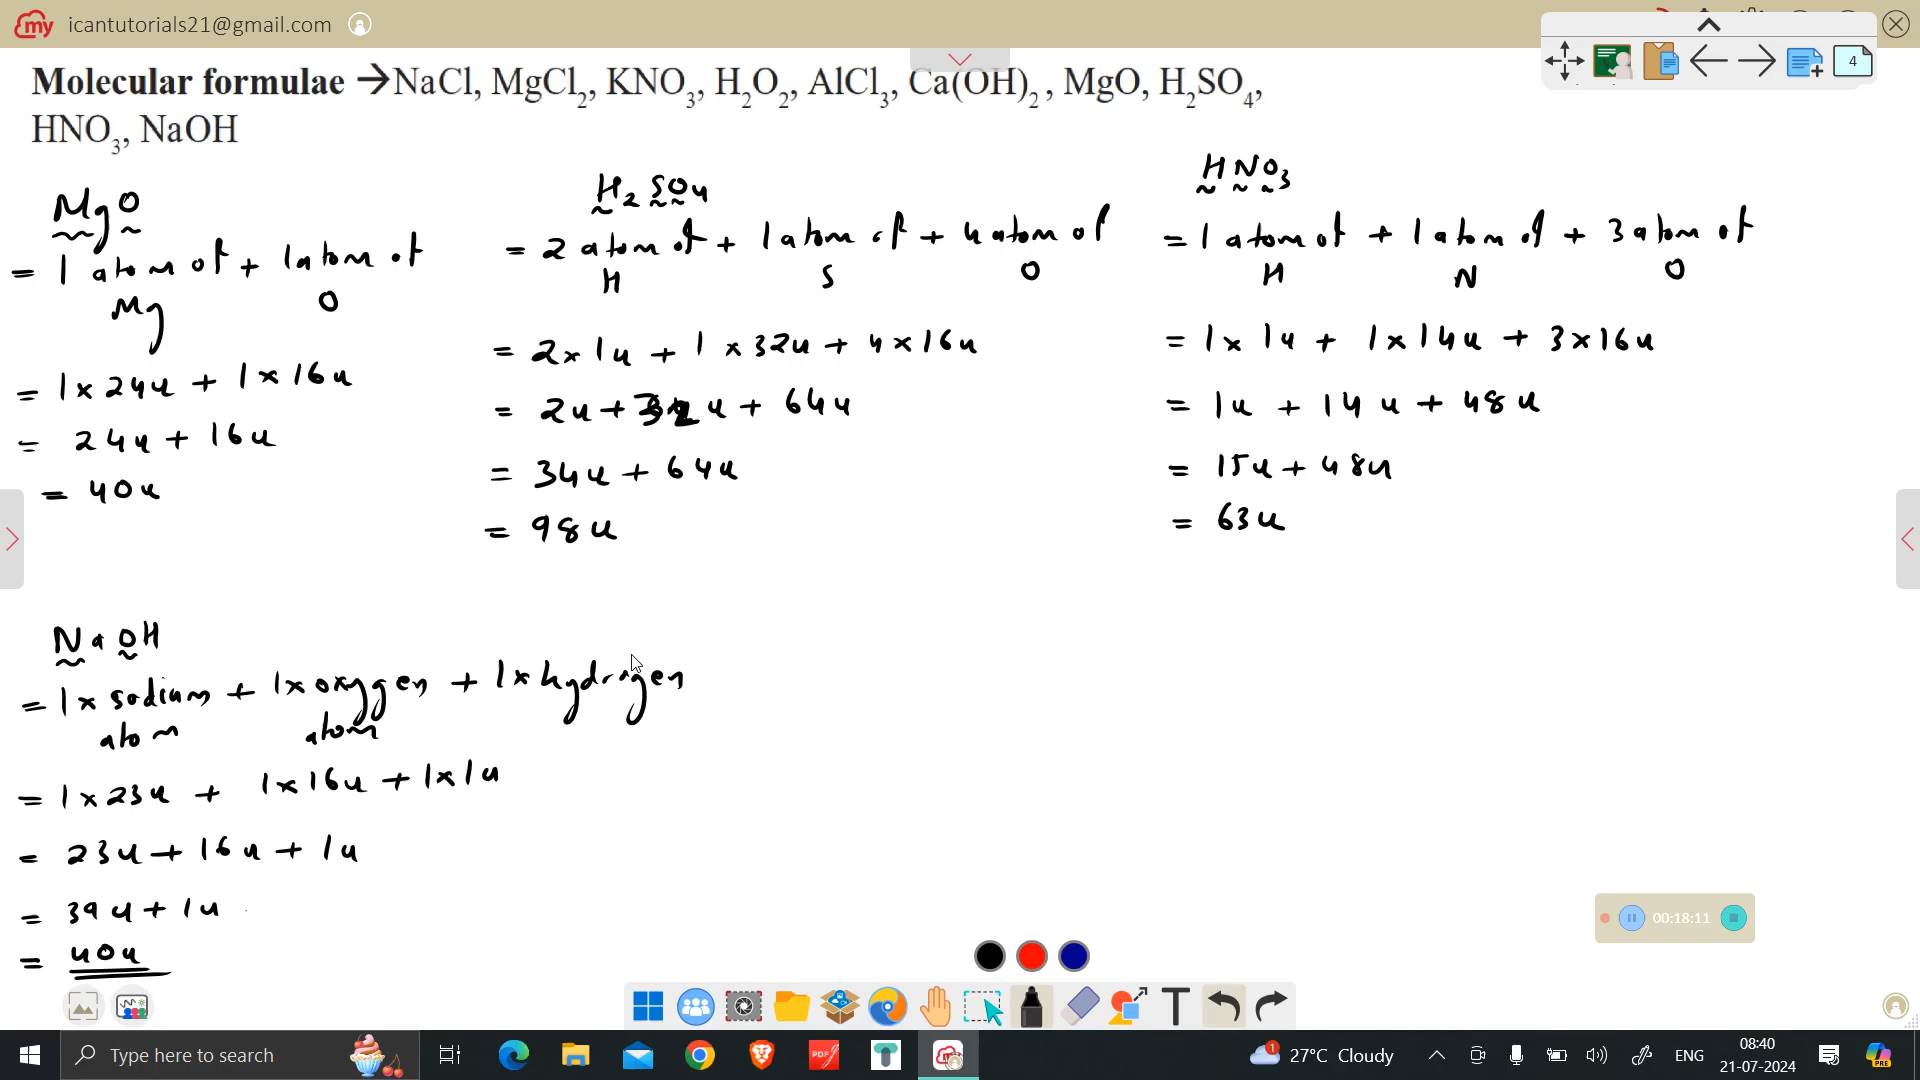 my icantutorials21@gmail.com
4
Molecular formulae →NaCl, MgCl₂, KNO₃, H₂O₂, AlCl₃, Ca(OH)₂ , MgO, H₂SO₄,
HNO₃, NaOH
MgO
= 1 atom of + 1 atom of
Mg O
= 1 × 24u + 1 × 16u
= 24u + 16u
= 40u
H₂SO₄
= 2 atom of + 1 atom of + 4 atom of
H S O
= 2 × 1u + 1 × 32u + 4 × 16u
= 2u + 32u + 64u
= 34u + 64u
= 98u
HNO₃
= 1 atom of + 1 atom of + 3 atom of
H N O
= 1 × 1u + 1 × 14u + 3 × 16u
= 1u + 14u + 48u
= 15u + 48u
= 63u
NaOH
= 1 × sodium + 1 × oxygen + 1 × hydrogen
atom atom
= 1 × 23u + 1 × 16u + 1 × 1u
= 23u + 16u + 1u
= 39u + 1u
= 40u
00:18:11
T
Type here to search
PDF
T
1
27°C Cloudy
ENG
08:40
21-07-2024
PRE